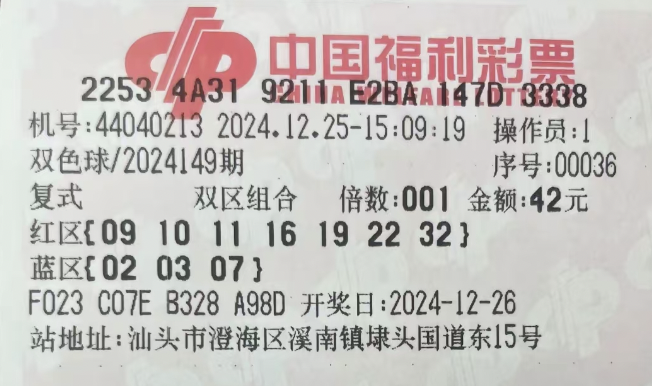 中国福利彩票
CHINA WELFARE LOTTERY
2253 4A31 9211 E2BA 147D 3338
机号:44040213 2024.12.25-15:09:19 操作员:1
双色球/2024149期 序号:00036
复式 双区组合 倍数:001 金额:42元
红区{09 10 11 16 19 22 32}
蓝区{02 03 07}
F023 C07E B328 A98D 开奖日:2024-12-26
站地址:汕头市澄海区溪南镇埭头国道东15号